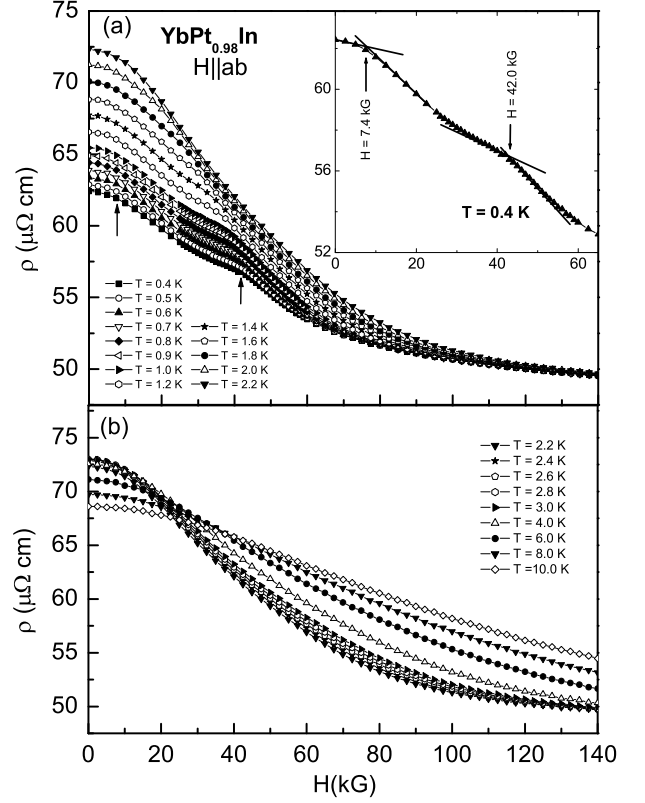 75
70
65
60
55
50
ρ (μΩ cm)
(a)
YbPt0.98In
H||ab
T = 0.4 K
T = 0.5 K
T = 0.6 K
T = 0.7 K
T = 0.8 K
T = 0.9 K
T = 1.0 K
T = 1.2 K
T = 1.4 K
T = 1.6 K
T = 1.8 K
T = 2.0 K
T = 2.2 K
60
56
52
0
20
40
60
H = 7.4 kG
H = 42.0 kG
T = 0.4 K
75
70
65
60
55
50
ρ (μΩ cm)
(b)
T = 2.2 K
T = 2.4 K
T = 2.6 K
T = 2.8 K
T = 3.0 K
T = 4.0 K
T = 6.0 K
T = 8.0 K
T =10.0 K
0
20
40
60
80
100
120
140
H(kG)